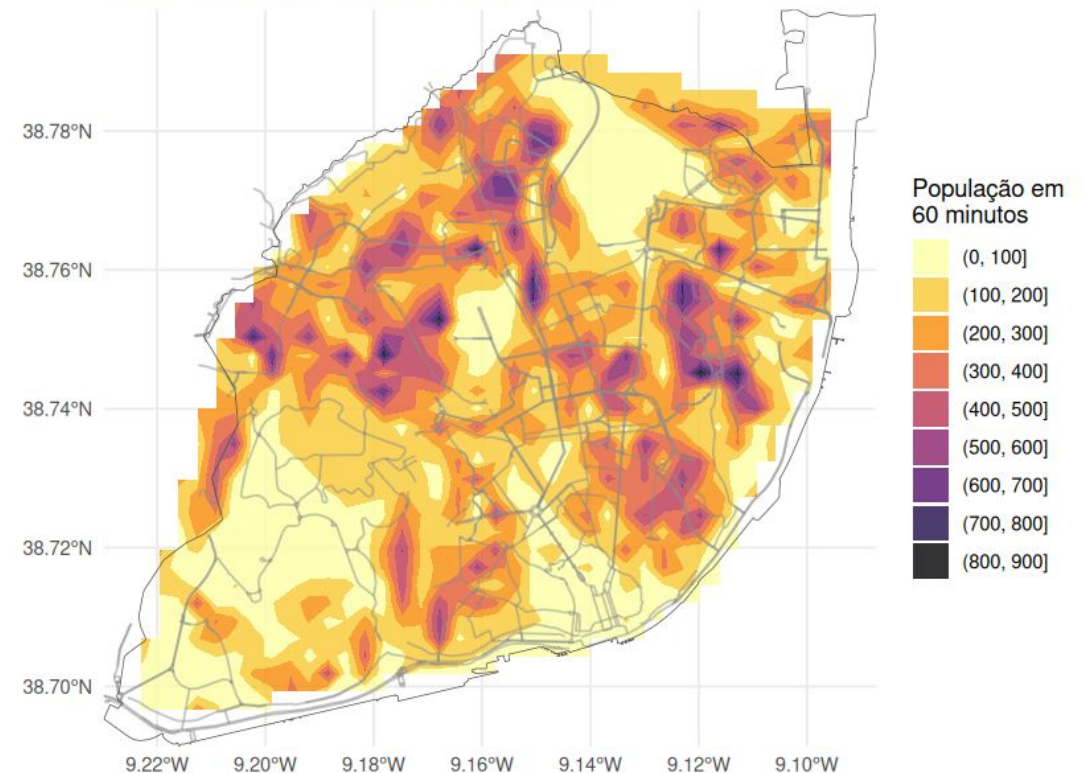 38.78°N
38.76°N
38.74°N
38.72°N
38.70°N
9.22°W 9.20°W 9.18°W 9.16°W 9.14°W 9.12°W 9.10°W
População em
60 minutos
(0, 100]
(100, 200]
(200, 300]
(300, 400]
(400, 500]
(500, 600]
(600, 700]
(700, 800]
(800, 900]